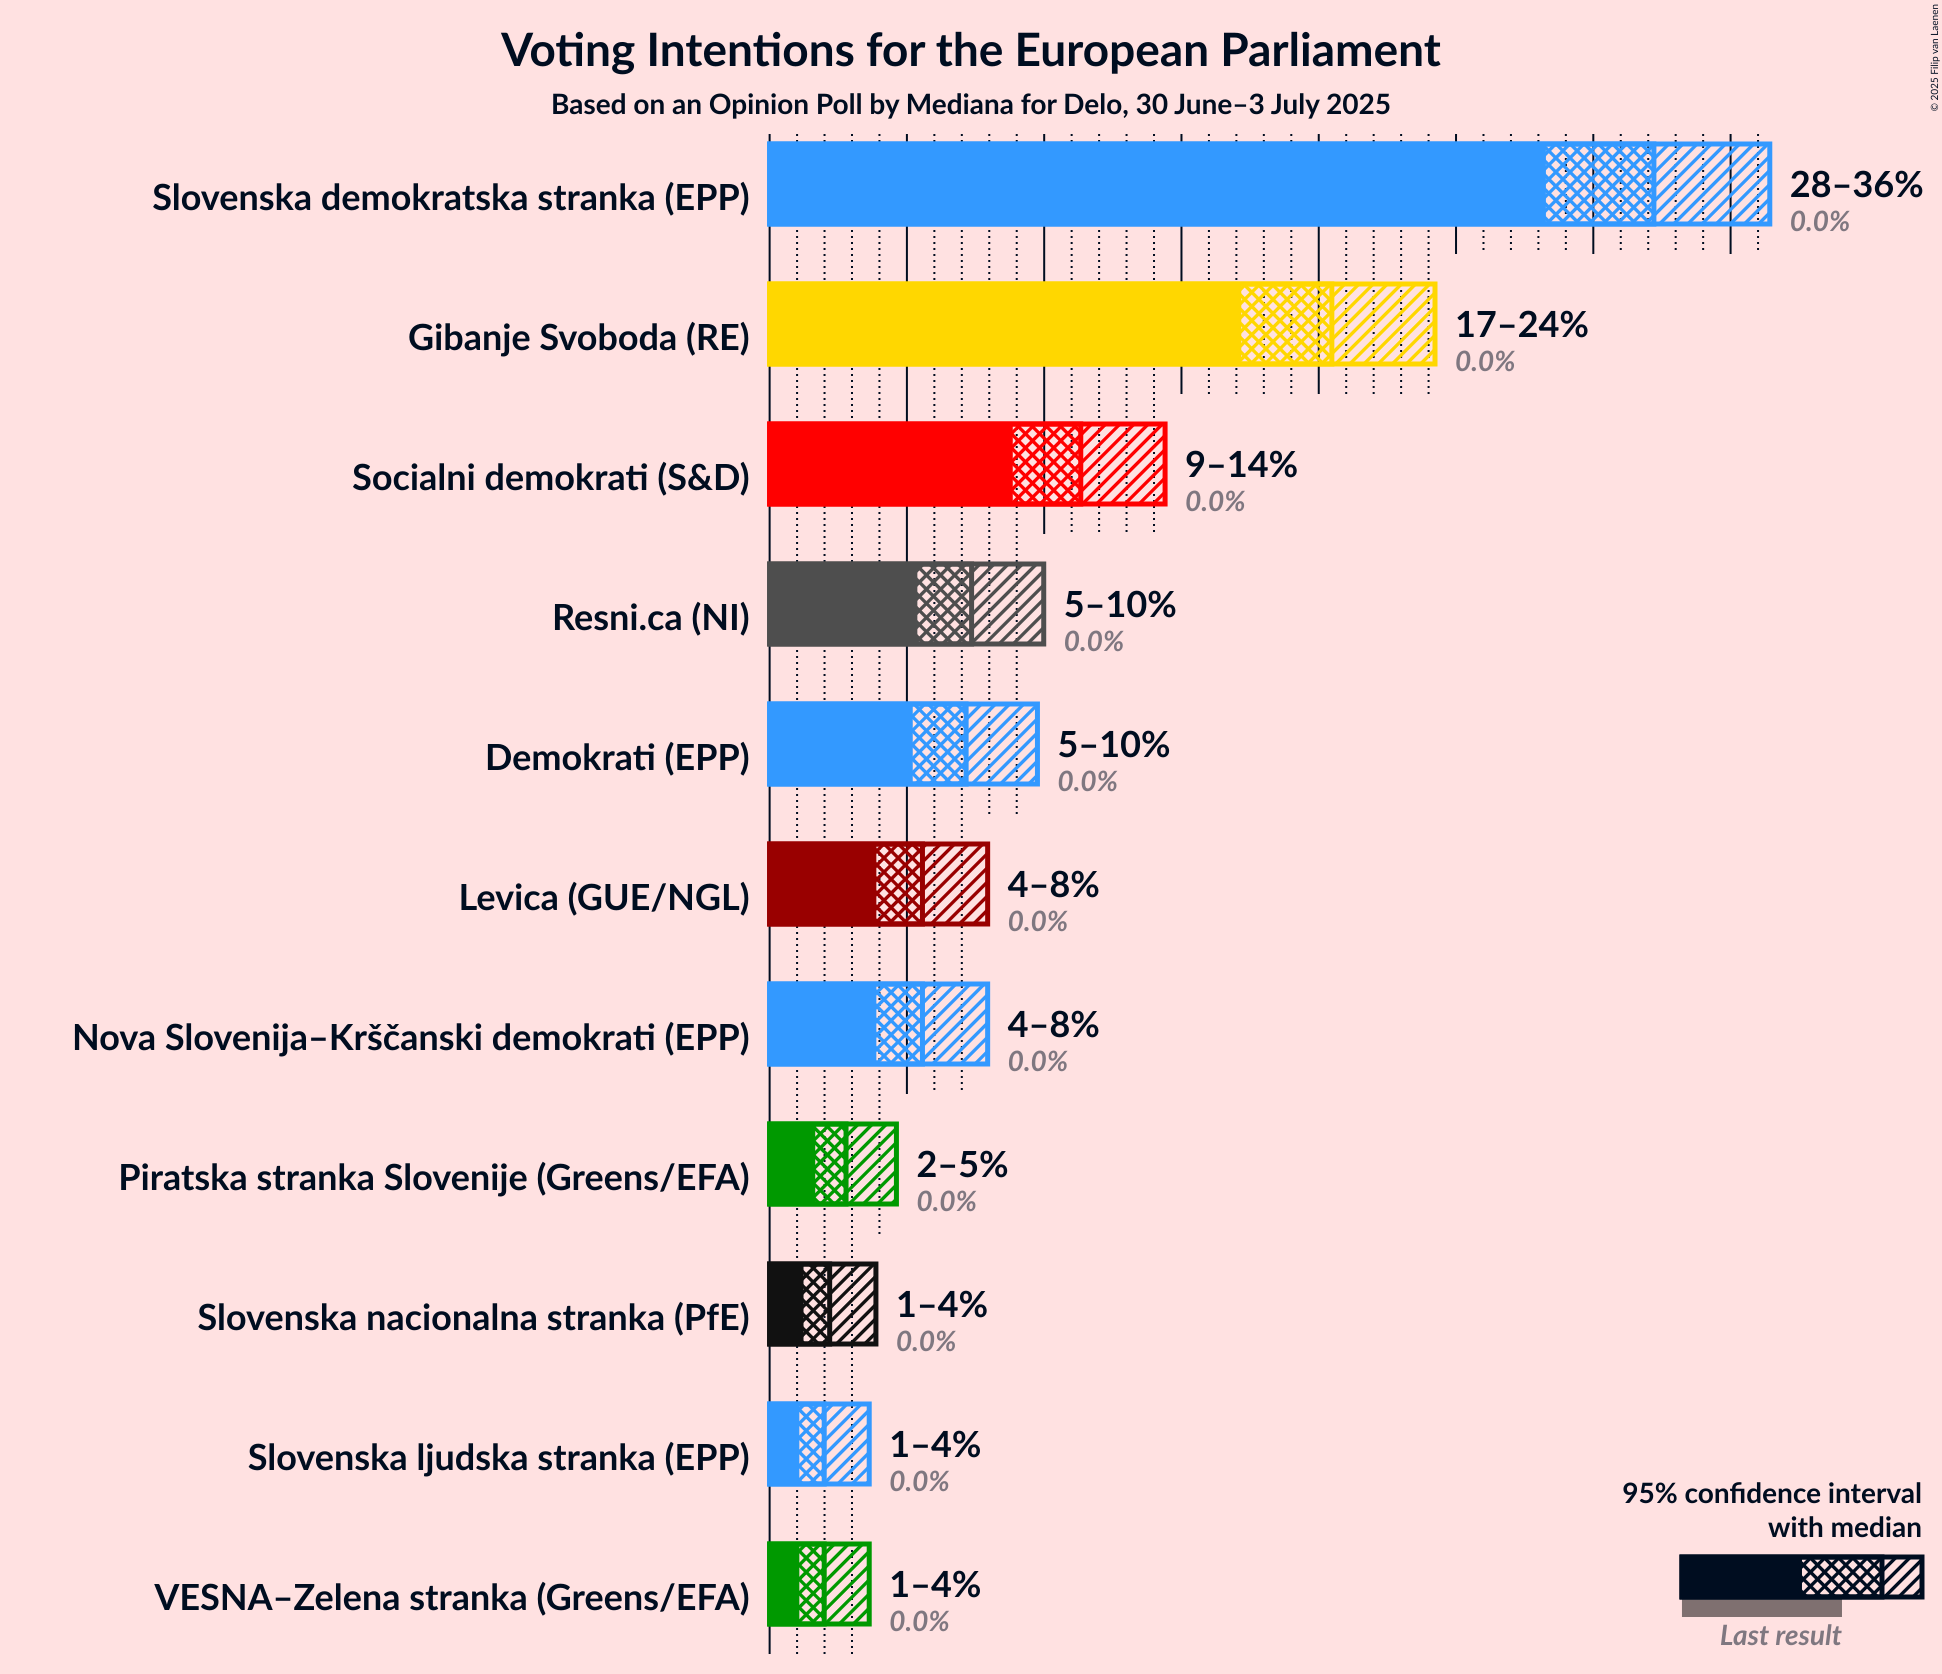 Voting Intentions for the European Parliament
Based on an Opinion Poll by Mediana for Delo, 30 June–3 July 2025
© 2025 Filip van Laenen
Slovenska demokratska stranka (EPP)
28–36%
0.0%
Gibanje Svoboda (RE)
17–24%
0.0%
Socialni demokrati (S&D)
9–14%
0.0%
Resni.ca (NI)
5–10%
0.0%
Demokrati (EPP)
5–10%
0.0%
Levica (GUE/NGL)
4–8%
0.0%
Nova Slovenija–Krščanski demokrati (EPP)
4–8%
0.0%
Piratska stranka Slovenije (Greens/EFA)
2–5%
0.0%
Slovenska nacionalna stranka (PfE)
1–4%
0.0%
Slovenska ljudska stranka (EPP)
1–4%
0.0%
VESNA–Zelena stranka (Greens/EFA)
1–4%
0.0%
95% confidence interval
with median
Last result